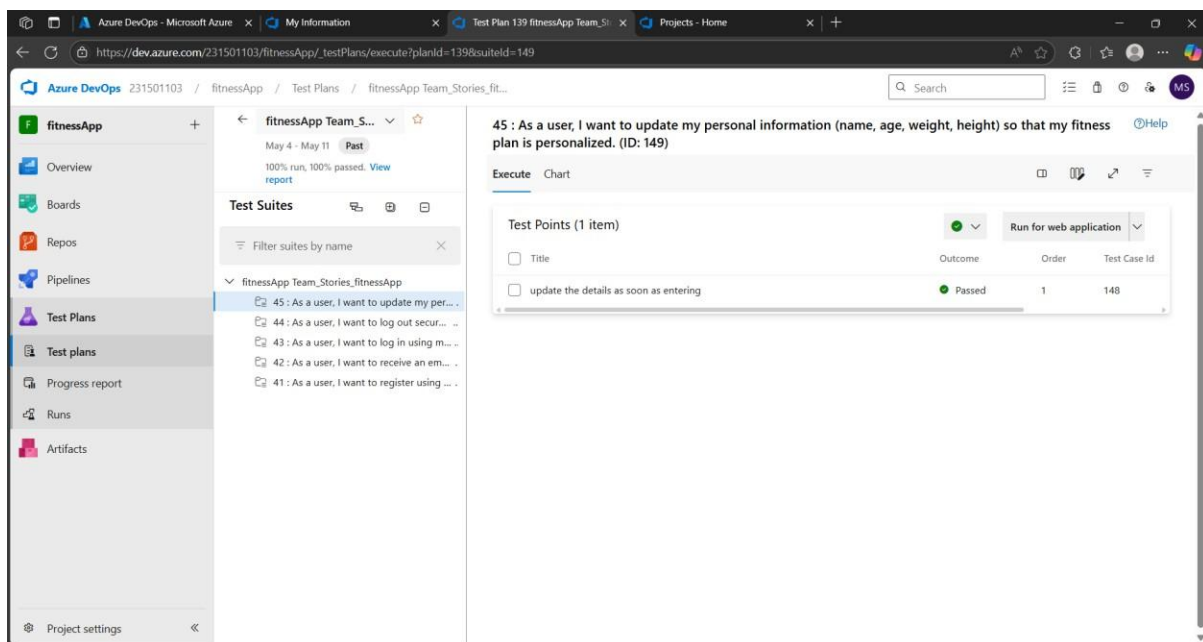 Azure DevOps - Microsoft Azure
My Information
Test Plan 139 fitnessApp Team_St
Projects - Home
https://dev.azure.com/231501103/fitnessApp/_testPlans/execute?planId=139&suiteId=149
Azure DevOps 231501103 / fitnessApp / Test Plans / fitnessApp Team_Stories_fit...
Search
MS
F fitnessApp
Overview
Boards
Repos
Pipelines
Test Plans
Test plans
Progress report
Runs
Artifacts
Project settings
fitnessApp Team_S...
May 4 - May 11 Past
100% run, 100% passed. View
report
Test Suites
Filter suites by name
fitnessApp Team_Stories_fitnessApp
45 : As a user, I want to update my per... .
44 : As a user, I want to log out secur... ..
43 : As a user, I want to log in using m... ..
42 : As a user, I want to receive an em... .
41 : As a user, I want to register using ... .
45 : As a user, I want to update my personal information (name, age, weight, height) so that my fitness
plan is personalized. (ID: 149)
Help
Execute Chart
Test Points (1 item)
Run for web application
Title Outcome Order Test Case Id
update the details as soon as entering Passed 1 148